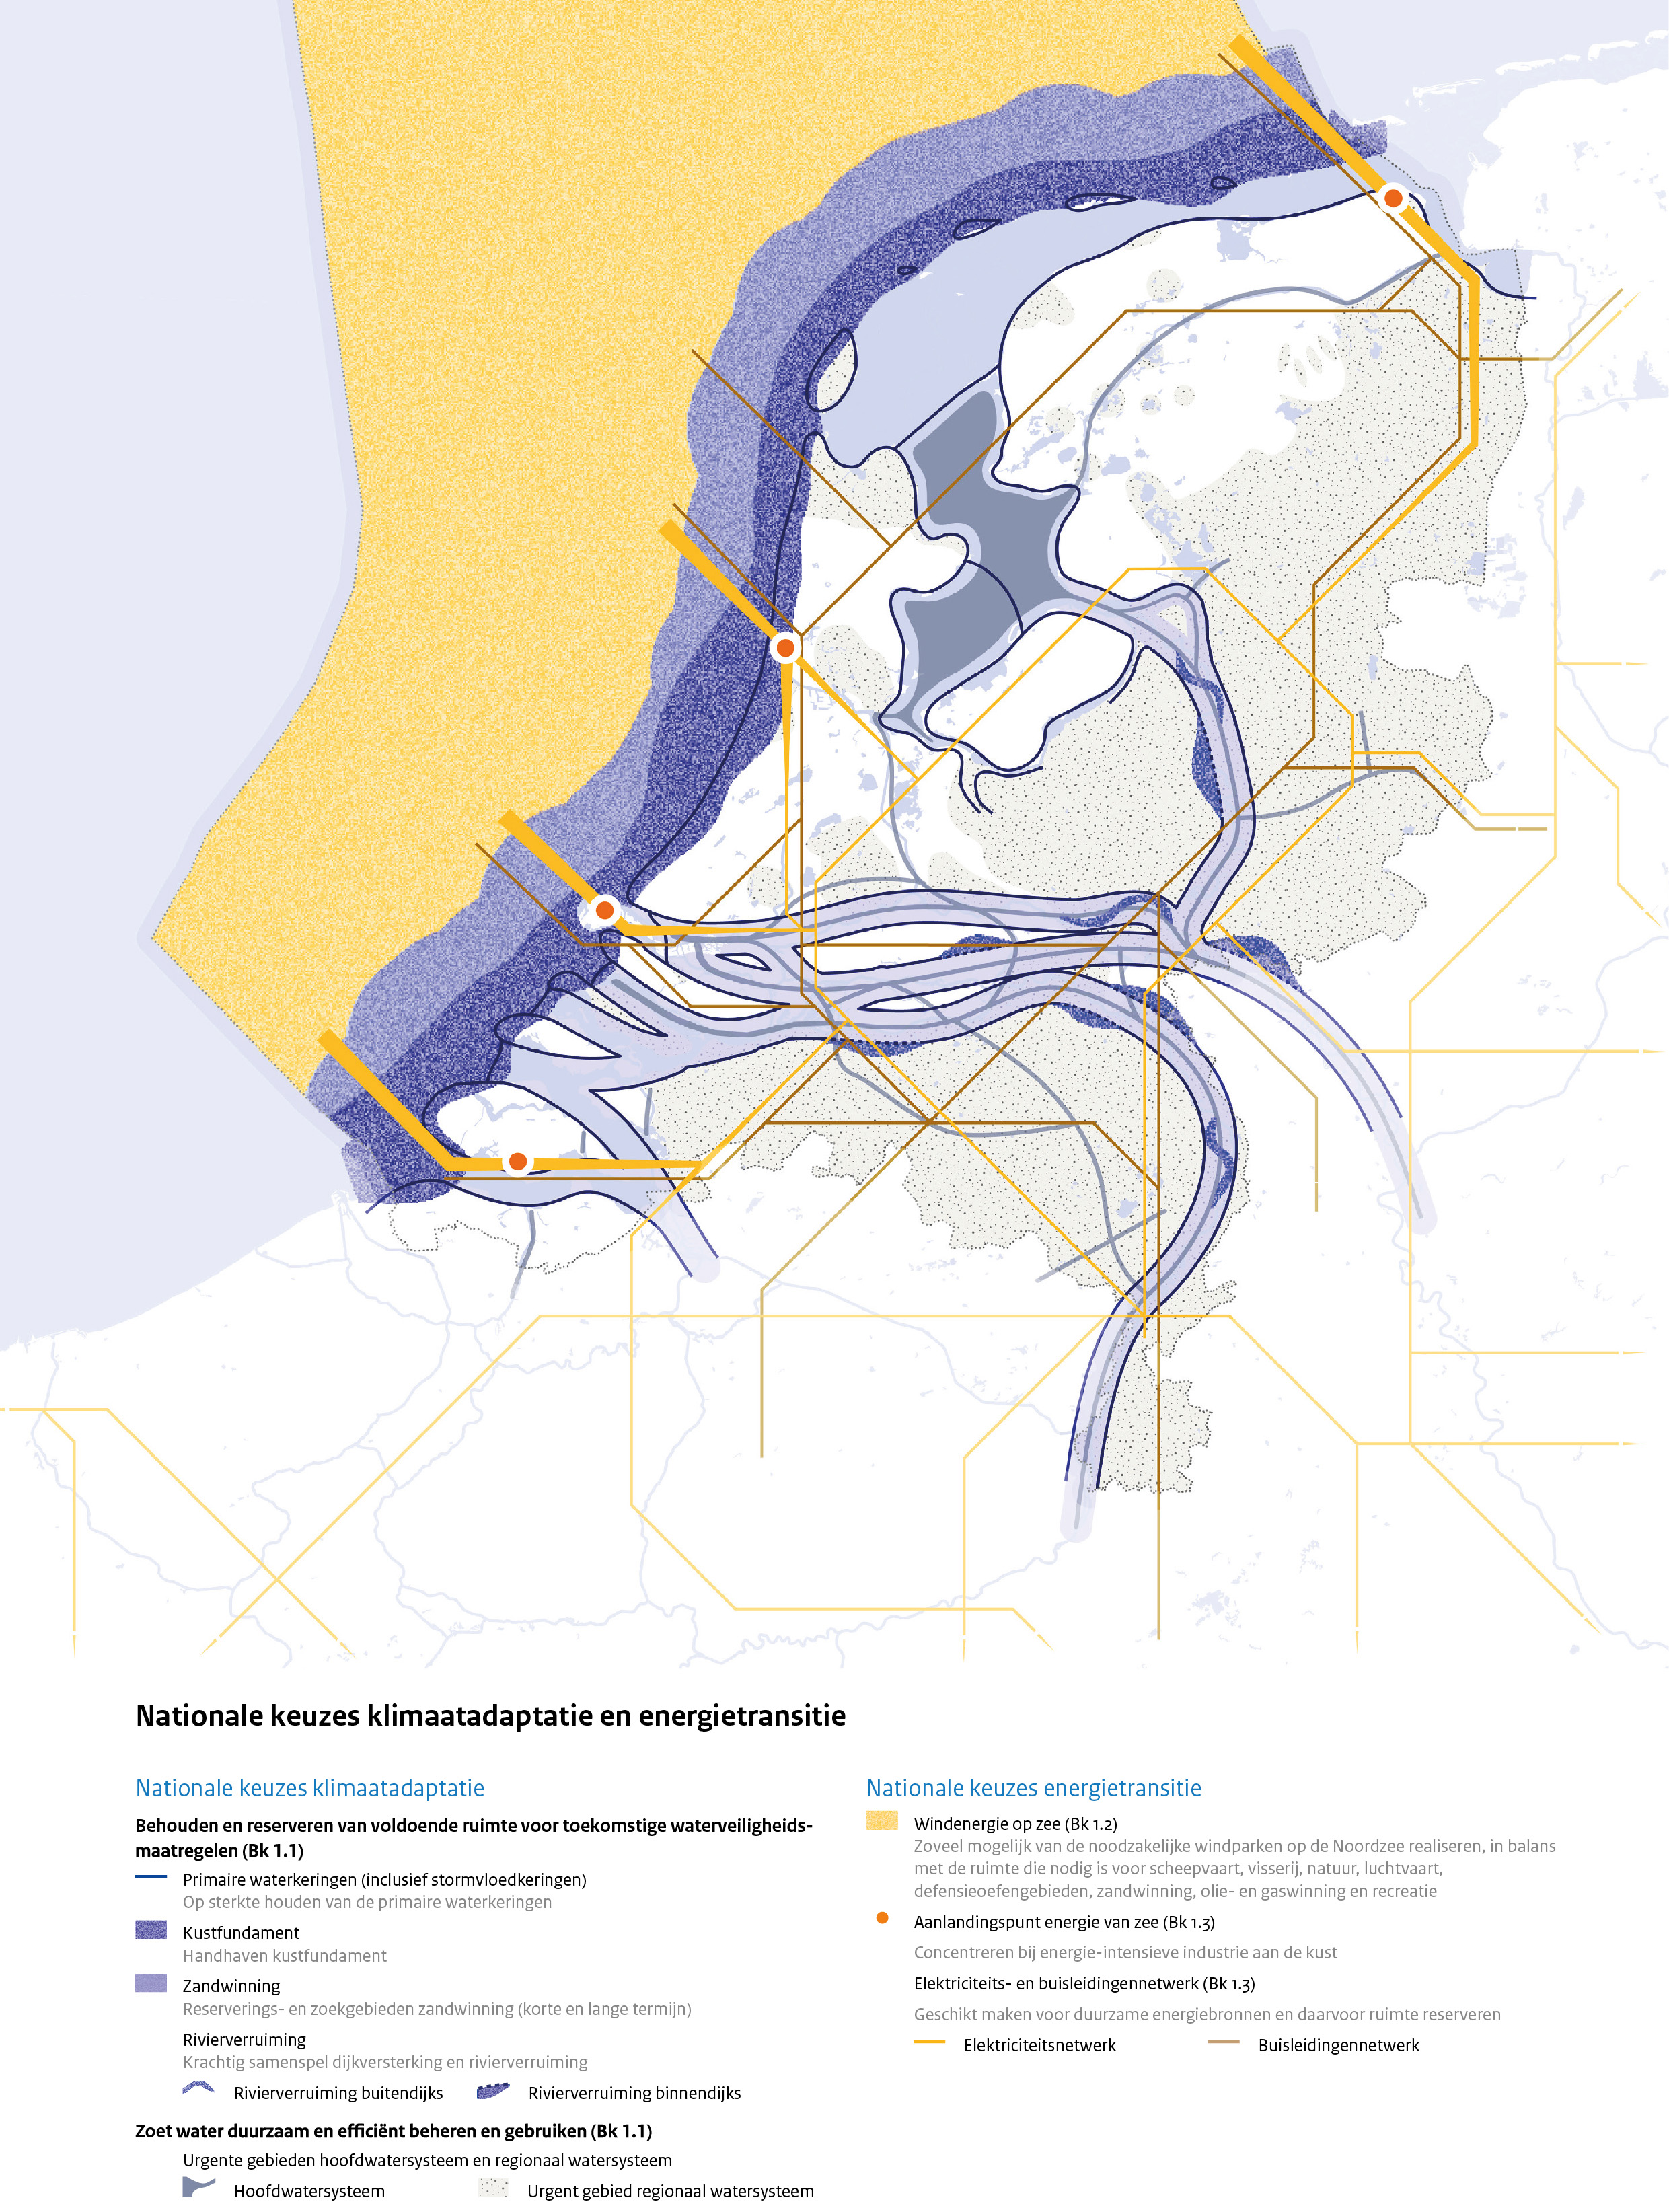 Nationale keuzes klimaatadaptatie en energietransitie
Nationale keuzes klimaatadaptatie
Behouden en reserveren van voldoende ruimte voor toekomstige waterveiligheids-
maatregelen (Bk 1.1)
Primaire waterkeringen (inclusief stormvloedkeringen)
Op sterkte houden van de primaire waterkeringen
Kustfundament
Handhaven kustfundament
Zandwinning
Reserverings- en zoekgebieden zandwinning (korte en lange termijn)
Rivierverruiming
Krachtig samenspel dijkversterking en rivierverruiming
Rivierverruiming buitendijks
Rivierverruiming binnendijks
Zoet water duurzaam en efficiënt beheren en gebruiken (Bk 1.1)
Urgente gebieden hoofdwatersysteem en regionaal watersysteem
Hoofdwatersysteem
Urgent gebied regionaal watersysteem
Nationale keuzes energietransitie
Windenergie op zee (Bk 1.2)
Zoveel mogelijk van de noodzakelijke windparken op de Noordzee realiseren, in balans
met de ruimte die nodig is voor scheepvaart, visserij, natuur, luchtvaart,
defensieoefengebieden, zandwinning, olie- en gaswinning en recreatie
Aanlandingspunt energie van zee (Bk 1.3)
Concentreren bij energie-intensieve industrie aan de kust
Elektriciteits- en buisleidingennetwerk (Bk 1.3)
Geschikt maken voor duurzame energiebronnen en daarvoor ruimte reserveren
Elektriciteitsnetwerk
Buisleidingennetwerk